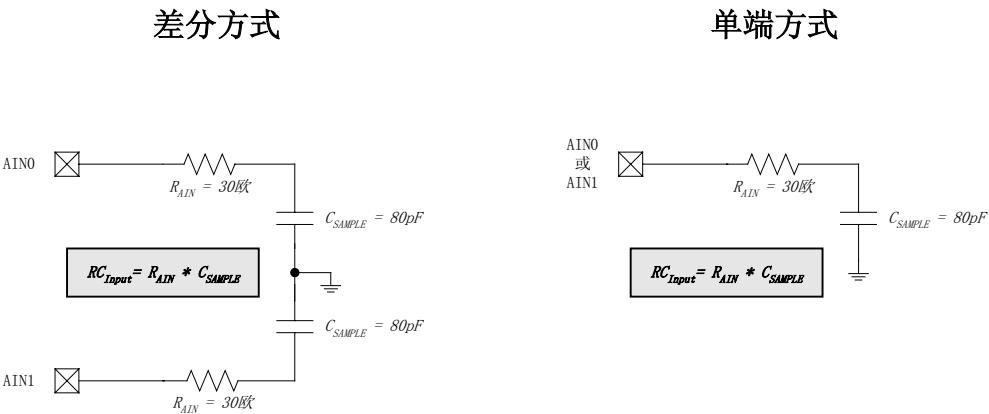 差分方式
AIN0
R_AIN = 30欧
C_SAMPLE = 80pF
RC_Input= R_AIN * C_SAMPLE
C_SAMPLE = 80pF
AIN1
R_AIN = 30欧
单端方式
AIN0
或
AIN1
R_AIN = 30欧
C_SAMPLE = 80pF
RC_Input= R_AIN * C_SAMPLE